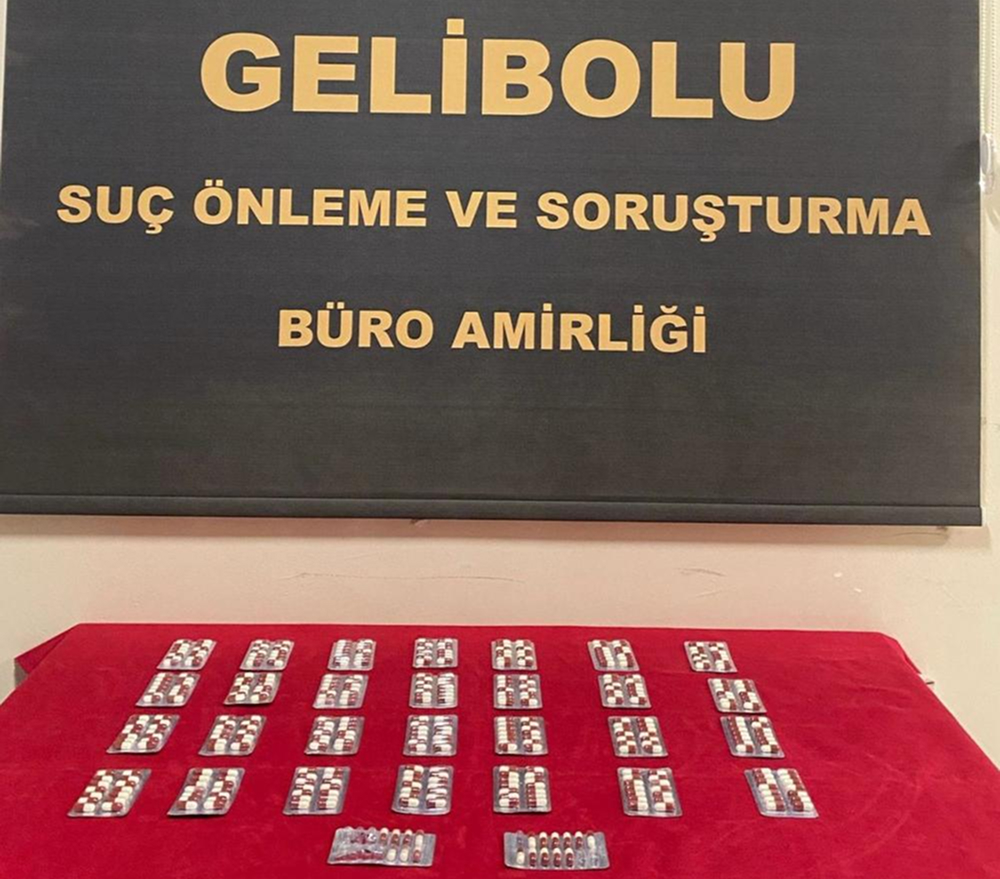 GELİBOLU
SUÇ ÖNLEME VE SORUŞTURMA
BÜRO AMİRLİĞİ